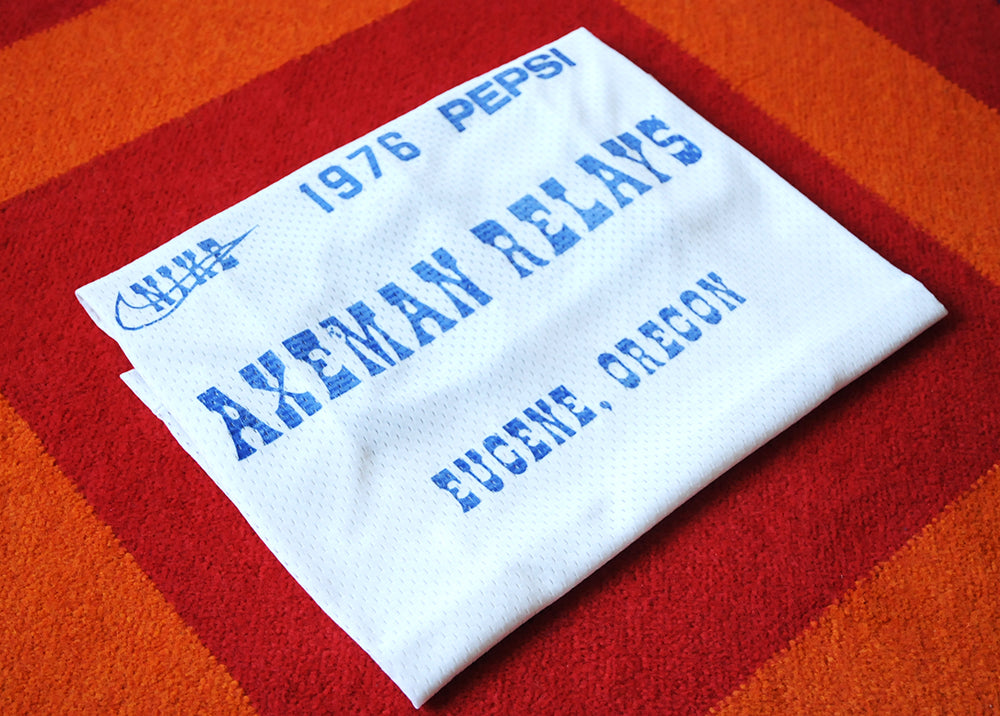 1976 PEPSI
NIKE
AXEMAN RELAYS
EUGENE, OREGON